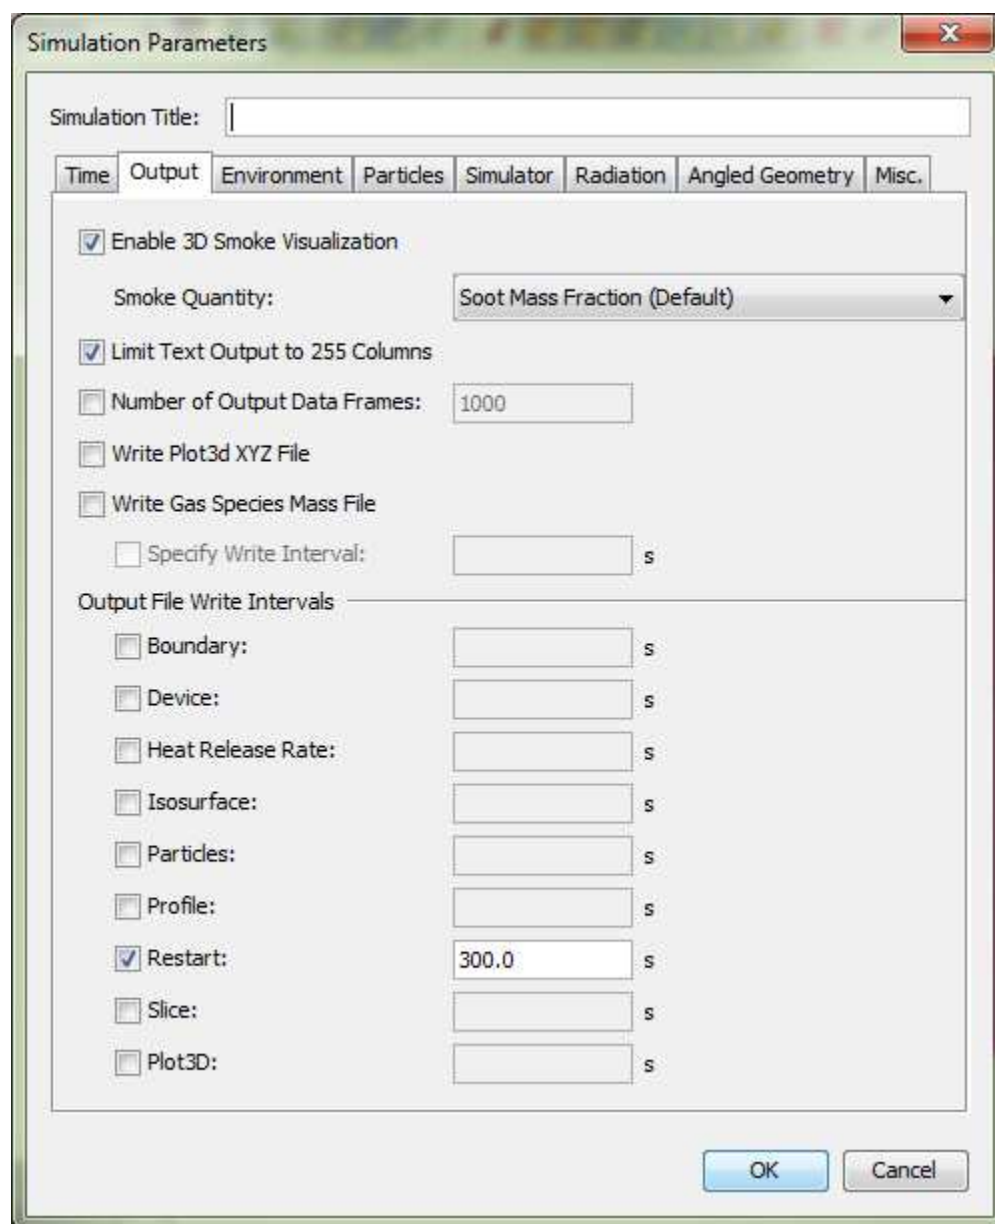 Simulation Parameters
Simulation Title:
Time Output Environment Particles Simulator Radiation Angled Geometry Misc.
Enable 3D Smoke Visualization
Smoke Quantity: Soot Mass Fraction (Default)
Limit Text Output to 255 Columns
Number of Output Data Frames: 1000
Write Plot3d XYZ File
Write Gas Species Mass File
Specify Write Interval: s
Output File Write Intervals
Boundary: s
Device: s
Heat Release Rate: s
Isosurface: s
Particles: s
Profile: s
Restart: 300.0 s
Slice: s
Plot3D: s
OK Cancel